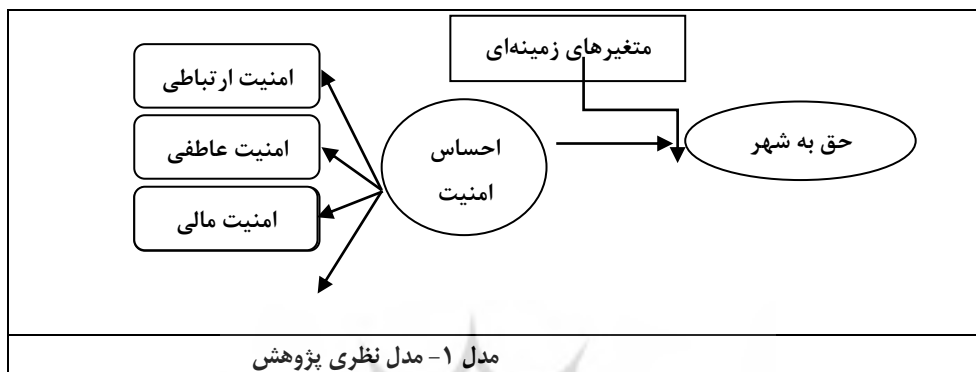 متغیرهای زمینه‌ای
امنیت ارتباطی
امنیت عاطفی
امنیت مالی
احساس
امنیت
حق به شهر
مدل ۱- مدل نظری پژوهش